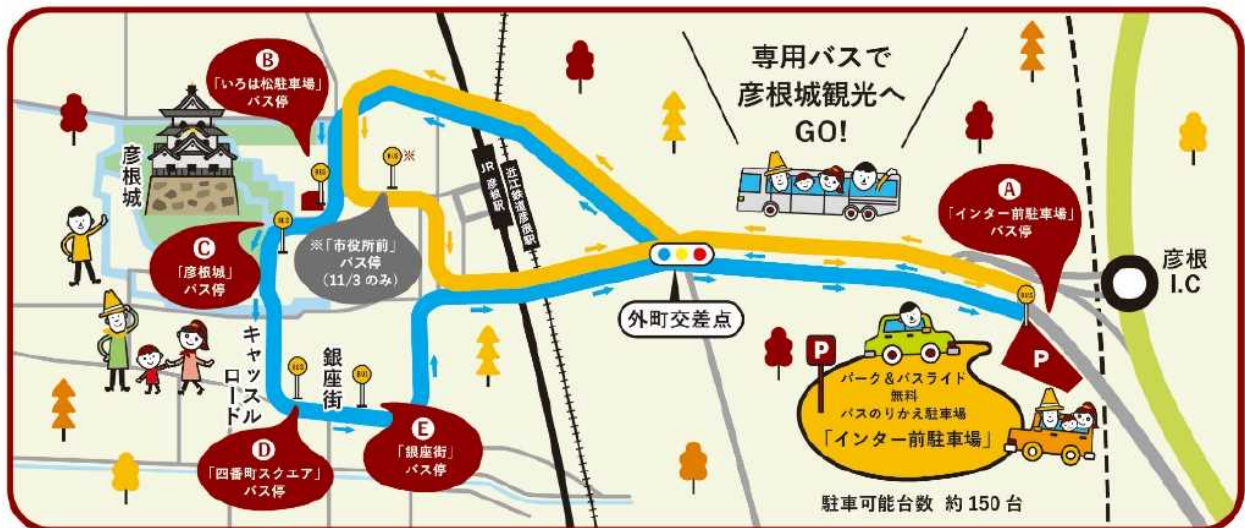 専用バスで
彦根城観光へ
GO!
B
「いろは松駐車場」
バス停
彦根城
C
「彦根城」
バス停
※
※「市役所前」
バス停
(11/3 のみ)
JR 彦根駅
近江鉄道彦根駅
A
「インター前駐車場」
バス停
彦根
I.C
外町交差点
キャッスル
ロード
銀座街
D
「四番町スクエア」
バス停
E
「銀座街」
バス停
P
P
パーク&バスライド
無料
バスのりかえ駐車場
「インター前駐車場」
駐車可能台数 約150台
BUS
BUS
BUS
BUS
BUS
BUS